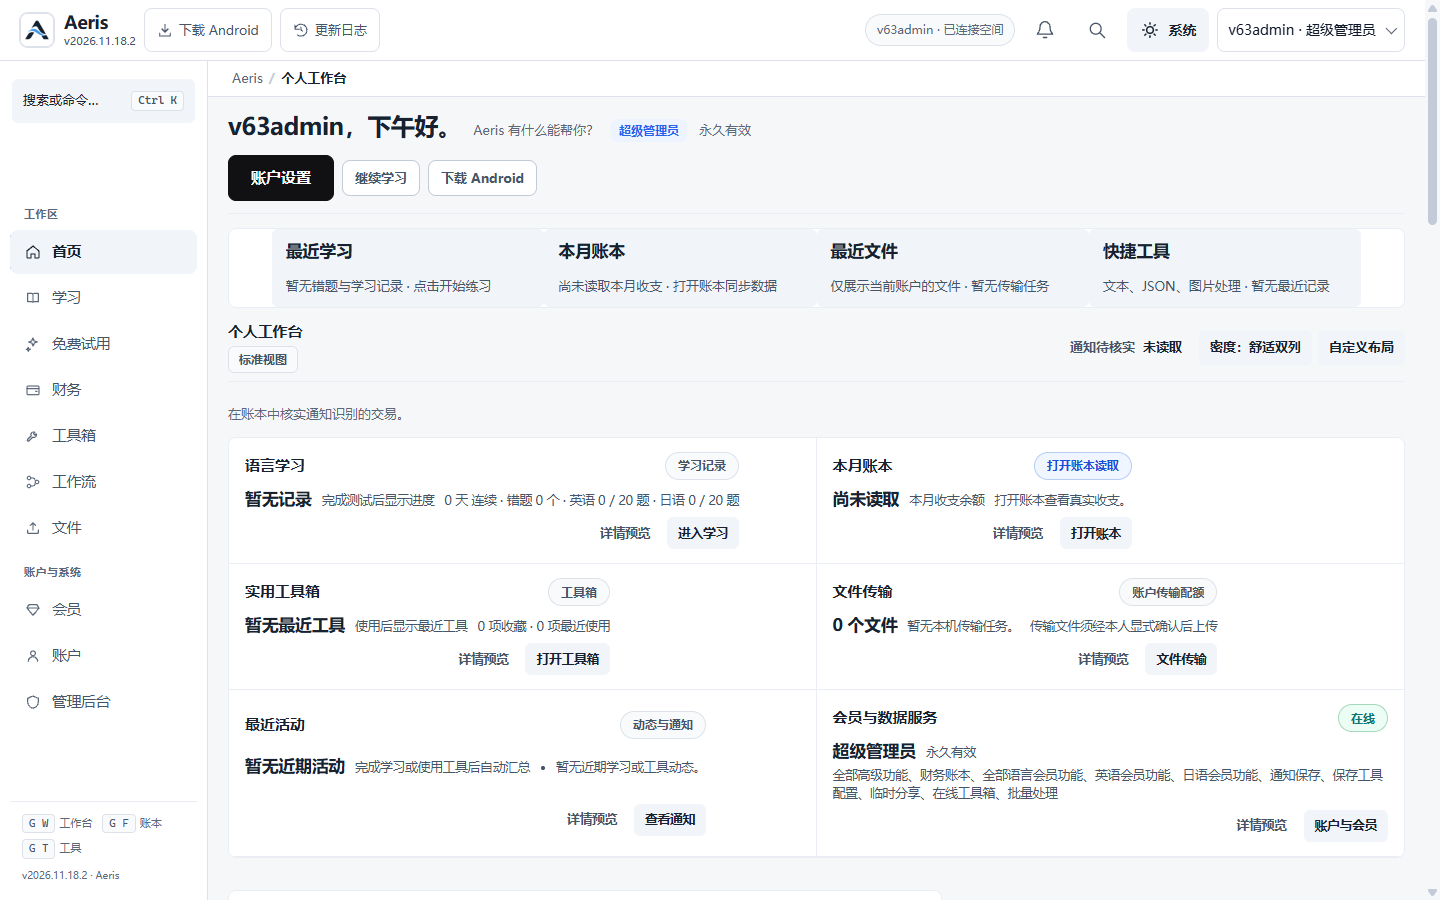 Aeris
v2026.11.18.2
下载 Android
更新日志
v63admin · 已连接空间
系统
v63admin · 超级管理员
搜索或命令...
Ctrl K
Aeris / 个人工作台
工作区
首页
学习
免费试用
财务
工具箱
工作流
文件
账户与系统
会员
账户
管理后台
G W 工作台 G F 账本
G T 工具
v2026.11.18.2 · Aeris
v63admin，下午好。
Aeris 有什么能帮你？
超级管理员
永久有效
账户设置
继续学习
下载 Android
最近学习
暂无错题与学习记录 · 点击开始练习
本月账本
尚未读取本月收支 · 打开账本同步数据
最近文件
仅展示当前账户的文件 · 暂无传输任务
快捷工具
文本、JSON、图片处理 · 暂无最近记录
个人工作台
标准视图
通知待核实 未读取
密度：舒适双列
自定义布局
在账本中核实通知识别的交易。
语言学习
学习记录
暂无记录 完成测试后显示进度 0 天 连续 · 错题 0 个 · 英语 0 / 20 题 · 日语 0 / 20 题
详情预览
进入学习
本月账本
打开账本读取
尚未读取 本月收支余额 打开账本查看真实收支。
详情预览
打开账本
实用工具箱
工具箱
暂无最近工具 使用后显示最近工具 0 项收藏 · 0 项最近使用
详情预览
打开工具箱
文件传输
账户传输配额
0 个文件 暂无本机传输任务。 传输文件须经本人显式确认后上传
详情预览
文件传输
最近活动
动态与通知
暂无近期活动 完成学习或使用工具后自动汇总 • 暂无近期学习或工具动态。
详情预览
查看通知
会员与数据服务
在线
超级管理员 永久有效
全部高级功能、财务账本、全部语言会员功能、英语会员功能、日语会员功能、通知保存、保存工具
配置、临时分享、在线工具箱、批量处理
详情预览
账户与会员